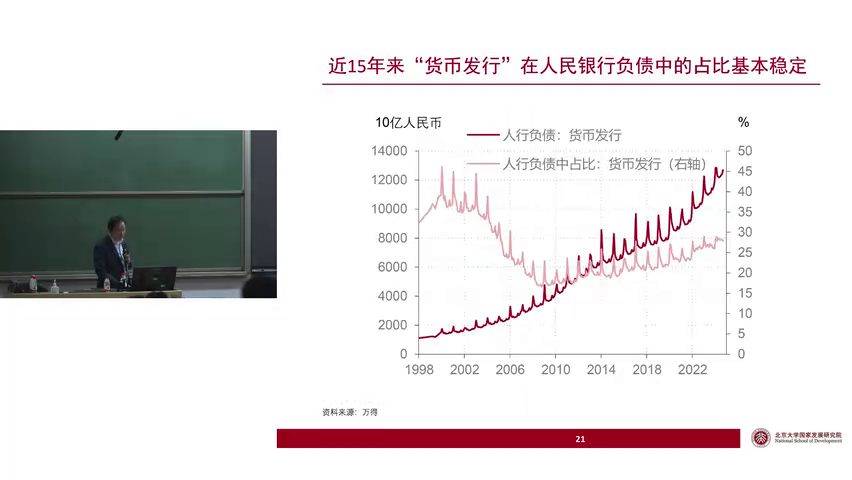 近15年来“货币发行”在人民银行负债中的占比基本稳定
10亿人民币
%
人行负债：货币发行
人行负债中占比：货币发行（右轴）
14000
12000
10000
8000
6000
4000
2000
0
50
45
40
35
30
25
20
15
10
5
0
1998 2002 2006 2010 2014 2018 2022
资料来源：万得
21
北京大学国家发展研究院
National School of Development